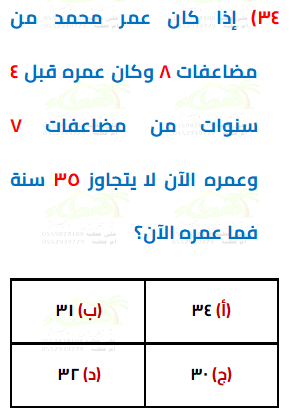 ٣٤) إذا كان عمر محمد من
مضاعفات ٨ وكان عمره قبل ٤
سنوات من مضاعفات ٧
وعمره الآن لا يتجاوز ٣٥ سنة
فما عمره الآن؟
(أ) ٣٤ (ب) ٣١
(ج) ٣٠ (د) ٣٢